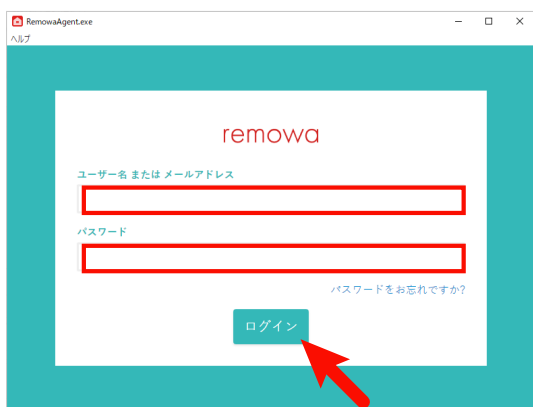 RemowaAgent.exe
ヘルプ
remowa
ユーザー名 または メールアドレス
パスワード
パスワードをお忘れですか?
ログイン